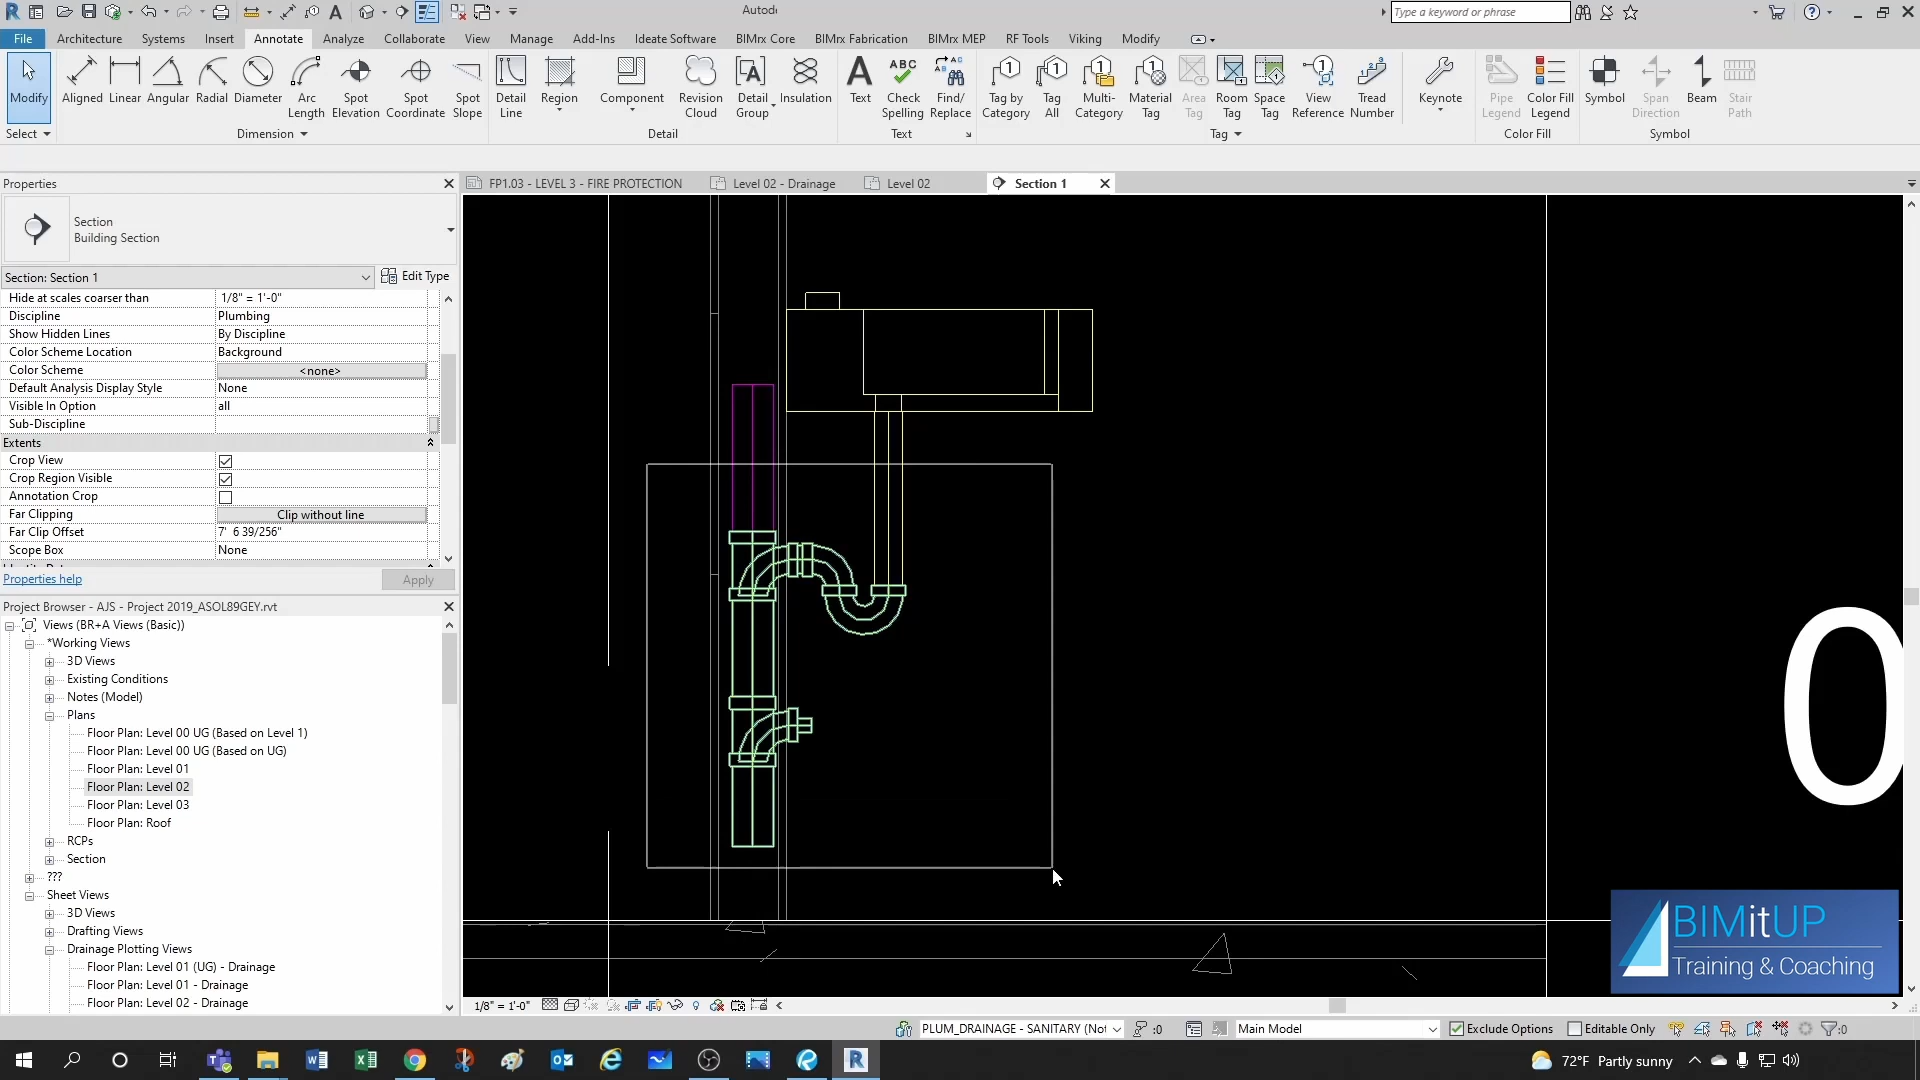 Autode
Type a keyword or phrase
File Architecture Systems Insert Annotate Analyze Collaborate View Manage Add-Ins Ideate Software BIMrx Core BIMrx Fabrication BIMrx MEP RF Tools Viking Modify
Modify
Aligned Linear Angular Radial Diameter Arc Length Spot Elevation Spot Coordinate Spot Slope
Detail Line Region Component Revision Cloud Detail Group Insulation
Text Check Spelling Find/ Replace
Tag by Category Tag All Multi- Category Material Tag Area Tag Room Tag Space Tag View Reference Tread Number
Keynote
Pipe Legend Color Fill Legend
Symbol Span Direction Beam Stair Path
Select Dimension Detail Text Tag Color Fill Symbol
Properties
FP1.03 - LEVEL 3 - FIRE PROTECTION Level 02 - Drainage Level 02 Section 1
Section
Building Section
Section: Section 1 Edit Type
Hide at scales coarser than 1/8" = 1'-0"
Discipline Plumbing
Show Hidden Lines By Discipline
Color Scheme Location Background
Color Scheme <none>
Default Analysis Display Style None
Visible In Option all
Sub-Discipline
Extents
Crop View
Crop Region Visible
Annotation Crop
Far Clipping Clip without line
Far Clip Offset 7' 6 39/256"
Scope Box None
Properties help Apply
Project Browser - AJS - Project 2019_ASOL89GEY.rvt
Views (BR+A Views (Basic))
*Working Views
3D Views
Existing Conditions
Notes (Model)
Plans
Floor Plan: Level 00 UG (Based on Level 1)
Floor Plan: Level 00 UG (Based on UG)
Floor Plan: Level 01
Floor Plan: Level 02
Floor Plan: Level 03
Floor Plan: Roof
RCPs
Section
???
Sheet Views
3D Views
Drafting Views
Drainage Plotting Views
Floor Plan: Level 01 (UG) - Drainage
Floor Plan: Level 01 - Drainage
Floor Plan: Level 02 - Drainage
0
BIMitUP
Training & Coaching
1/8" = 1'-0"
PLUM_DRAINAGE - SANITARY (Not :0 Main Model Exclude Options Editable Only :0
72°F Partly sunny